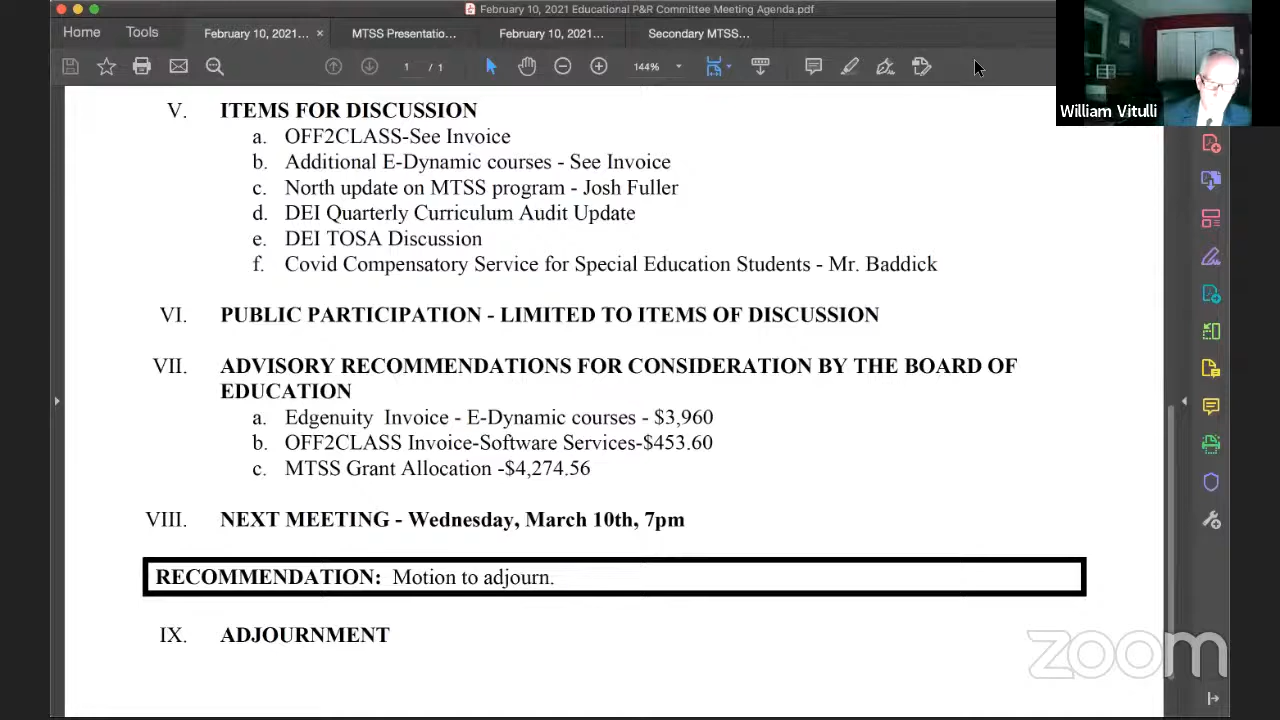 February 10, 2021 Educational P&R Committee Meeting Agenda.pdf
Home
Tools
February 10, 2021...
×
MTSS Presentatio...
February 10, 2021...
Secondary MTSS...
1 / 1
144%
William Vitulli
V. ITEMS FOR DISCUSSION
a. OFF2CLASS-See Invoice
b. Additional E-Dynamic courses - See Invoice
c. North update on MTSS program - Josh Fuller
d. DEI Quarterly Curriculum Audit Update
e. DEI TOSA Discussion
f. Covid Compensatory Service for Special Education Students - Mr. Baddick
VI. PUBLIC PARTICIPATION - LIMITED TO ITEMS OF DISCUSSION
VII. ADVISORY RECOMMENDATIONS FOR CONSIDERATION BY THE BOARD OF
EDUCATION
a. Edgenuity Invoice - E-Dynamic courses - $3,960
b. OFF2CLASS Invoice-Software Services-$453.60
c. MTSS Grant Allocation -$4,274.56
VIII. NEXT MEETING - Wednesday, March 10th, 7pm
RECOMMENDATION: Motion to adjourn.
IX. ADJOURNMENT
zoom